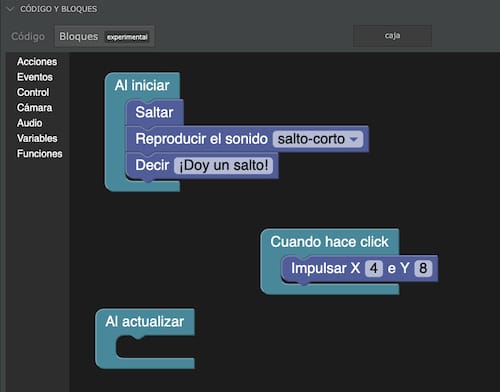 CÓDIGO Y BLOQUES
Código Bloques experimental caja
Acciones
Eventos
Control
Cámara
Audio
Variables
Funciones
Al iniciar
Saltar
Reproducir el sonido salto-corto
Decir ¡Doy un salto!
Cuando hace click
Impulsar X 4 e Y 8
Al actualizar